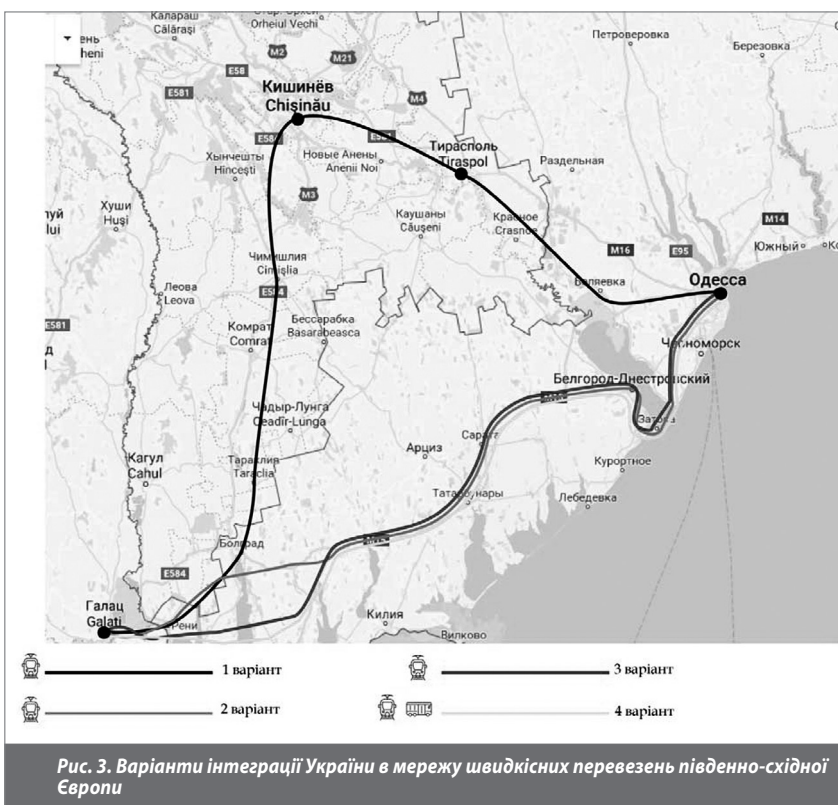 Калараш
Călărași
Orheiul Vechi
Петроверовка
Березовка
M2
M21
E58
E581
M4
Кишинёв
Chișinău
Тирасполь
Tiraspol
Новые Анены
Anenii Noi
Раздельная
Хынчешты
Hîncești
M3
Хуши
Huși
Каушаны
Căușeni
Красное
Crasnoe
M16
E95
M14
Южный
Чимишлия
Cimișlia
E584
Беляевка
Одесса
Леова
Leova
E581
Комрат
Comrat
Бессарабка
Basarabeasca
Черноморск
Белгород-Днестровский
Чадыр-Лунга
Ceadîr-Lunga
Сарата
Затока
Арциз
Курортное
Кагул
Cahul
Тараклия
Taraclia
Татарбунары
Лебедевка
Болград
E584
Галац
Galați
Рени
Килия
Вилково
1 варіант
3 варіант
2 варіант
4 варіант
Рис. 3. Варіанти інтеграції України в мережу швидкісних перевезень південно-східної
Європи